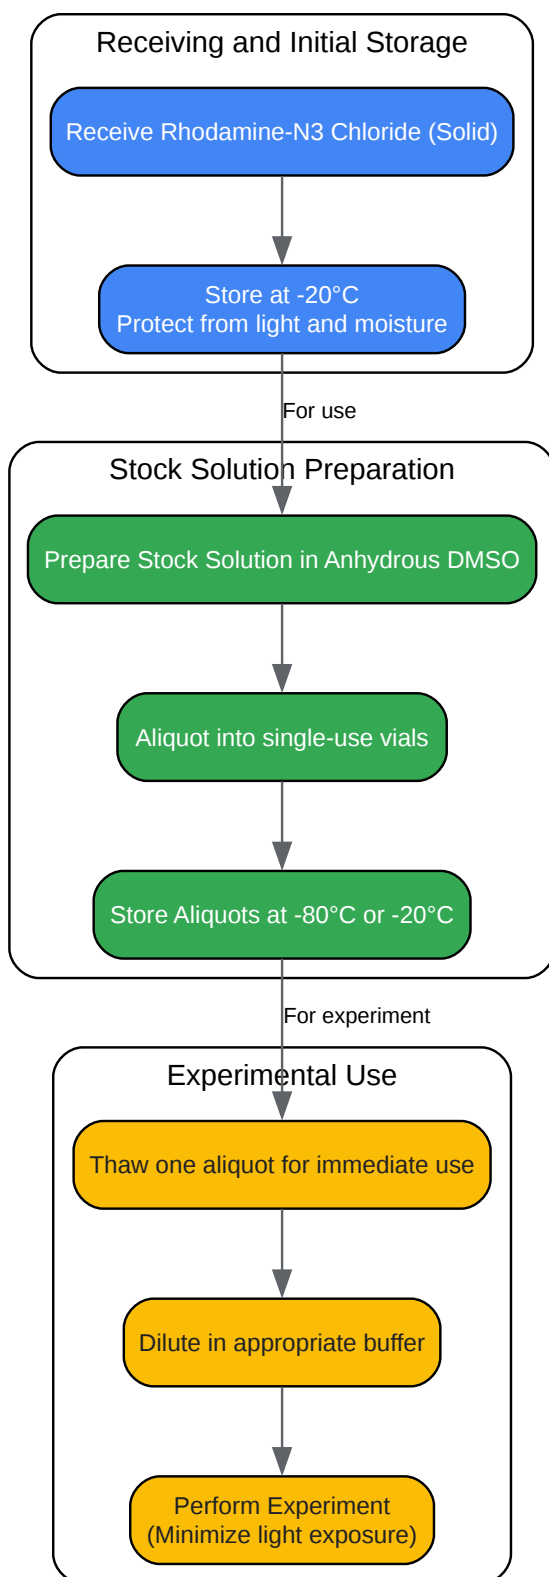 Receiving and Initial Storage
Receive Rhodamine-N3 Chloride (Solid)
Store at -20°C
Protect from light and moisture
For use
Stock Solution Preparation
Prepare Stock Solution in Anhydrous DMSO
Aliquot into single-use vials
Store Aliquots at -80°C or -20°C
For experiment
Experimental Use
Thaw one aliquot for immediate use
Dilute in appropriate buffer
Perform Experiment
(Minimize light exposure)